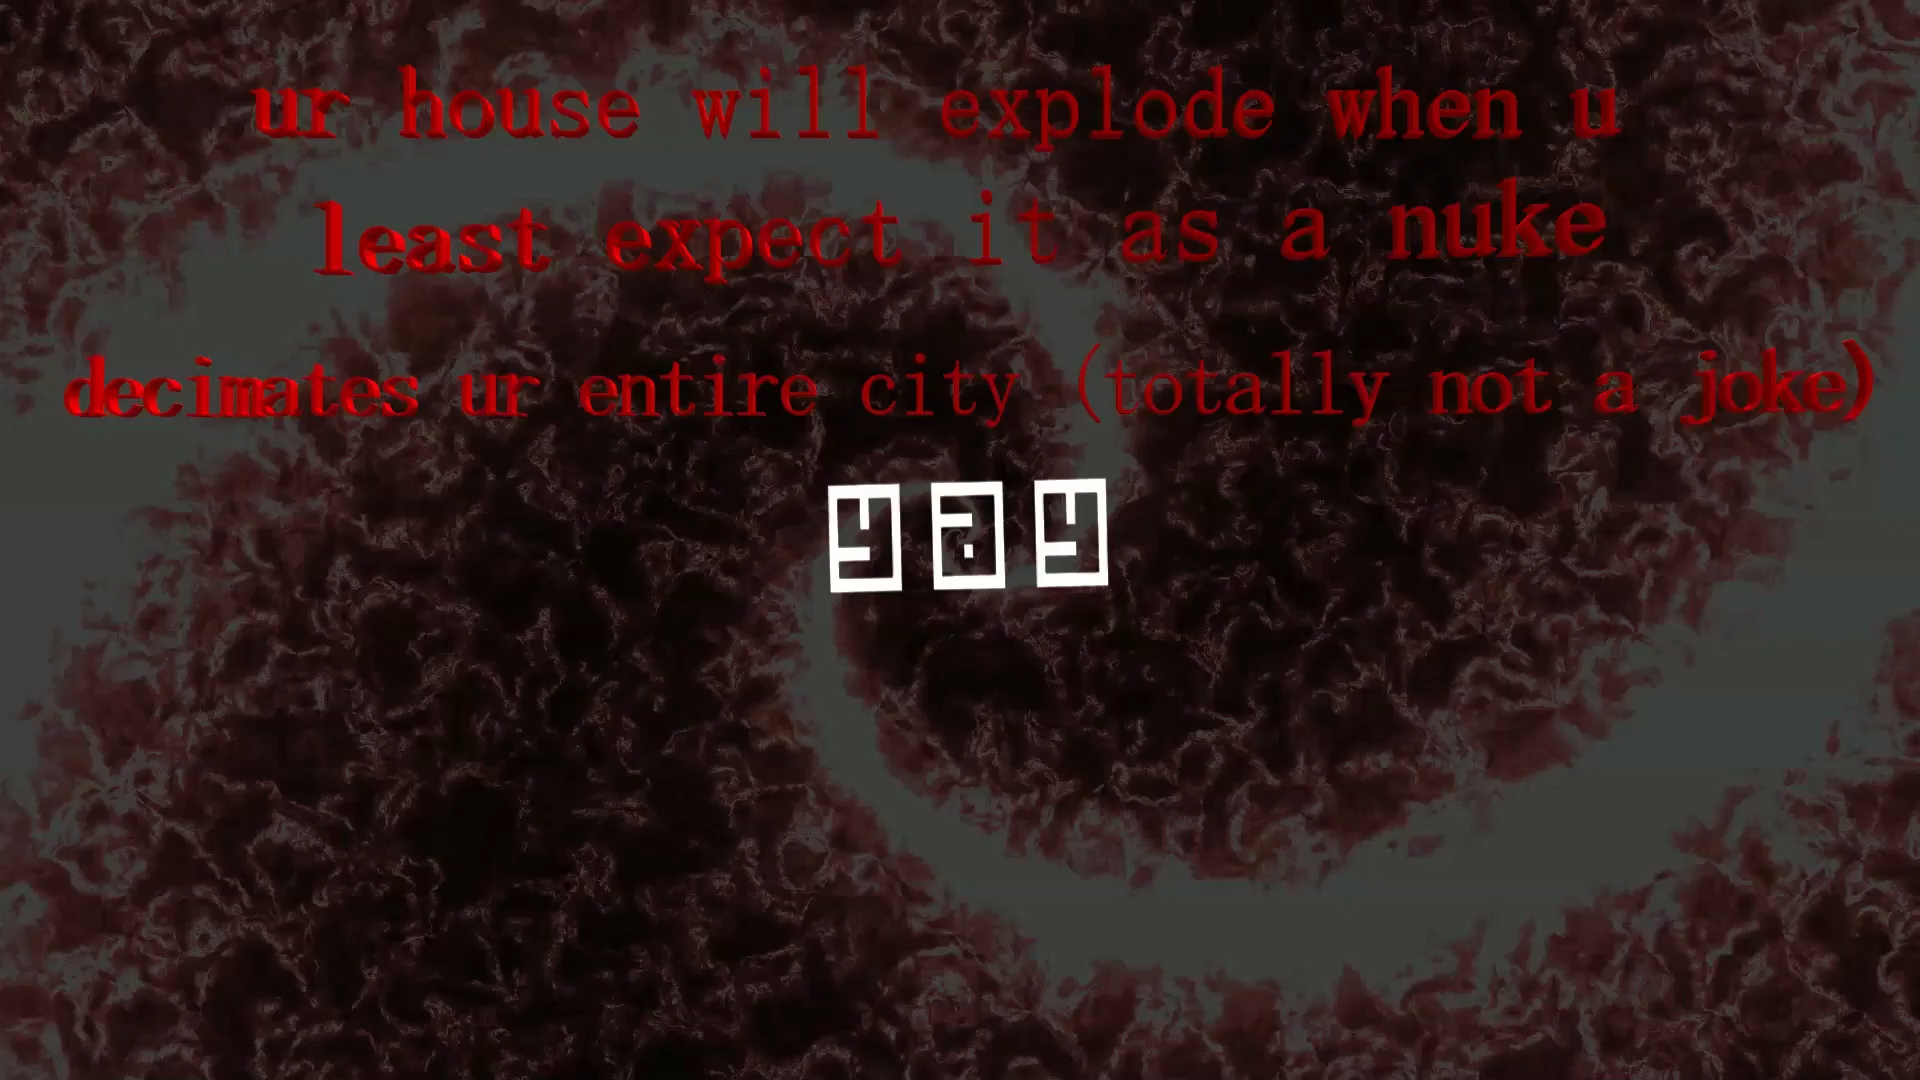 ur house will explode when u
least expect it as a nuke
decimates ur entire city (totally not a joke)
yay